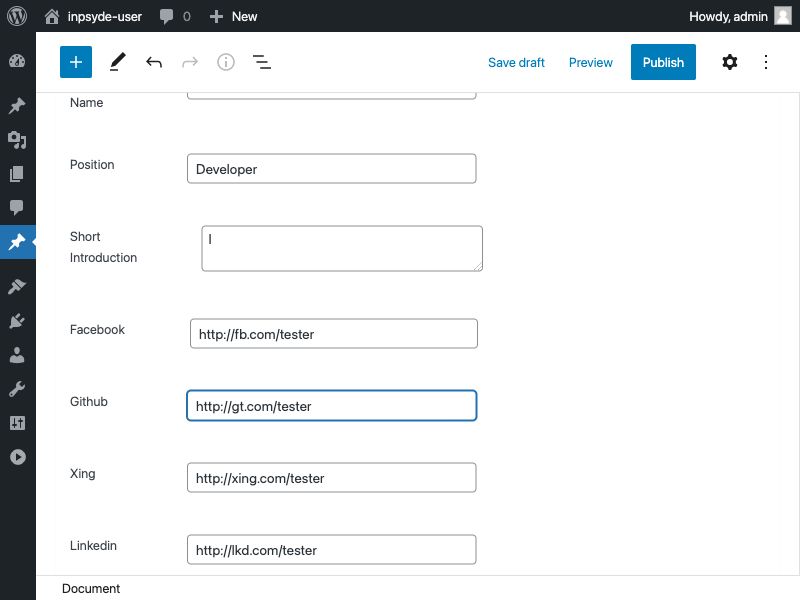 inpsyde-user 0 New Howdy, admin
Save draft Preview Publish
Name
Position Developer
Short
Introduction
I
Facebook http://fb.com/tester
Github http://gt.com/tester
Xing http://xing.com/tester
Linkedin http://lkd.com/tester
Document